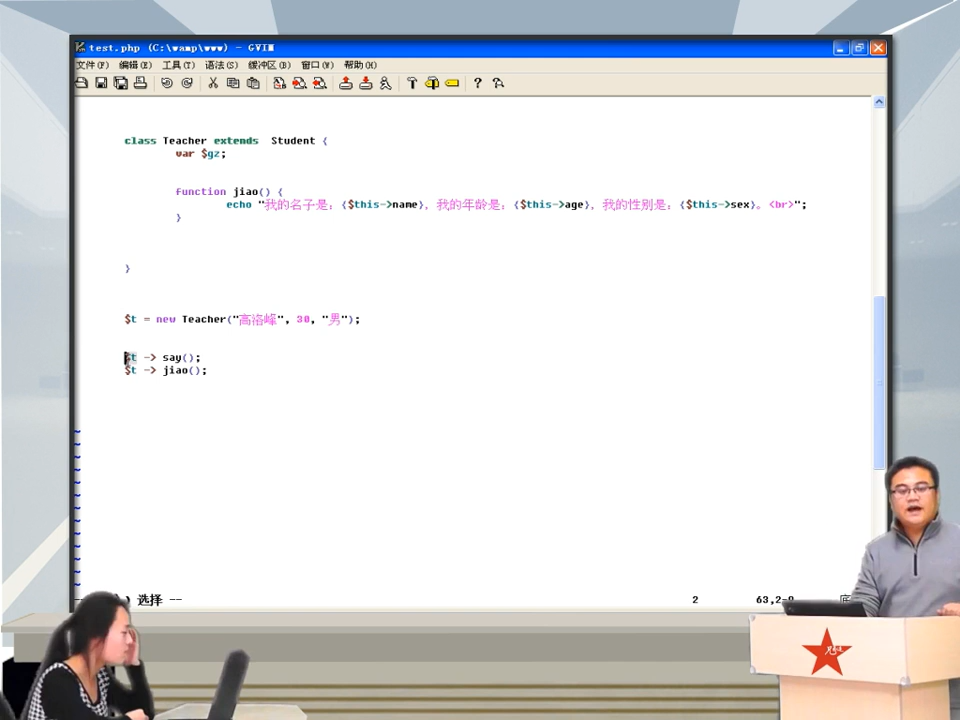 test.php (C:\wamp\www) - GVIM
文件(F) 编辑(E) 工具(T) 语法(S) 缓冲区(B) 窗口(W) 帮助(H)
class Teacher extends  Student {
var $gz;
function jiao() {
echo "我的名子是：{$this->name}，我的年龄是：{$this->age}，我的性别是：{$this->sex}。<br>";
}
}
$t = new Teacher("高洛峰", 30, "男");
$t -> say();
$t -> jiao();
~
~
~
~
~
~
~
~
~
~
~
~
~
选择 --
2
63,2-9
底